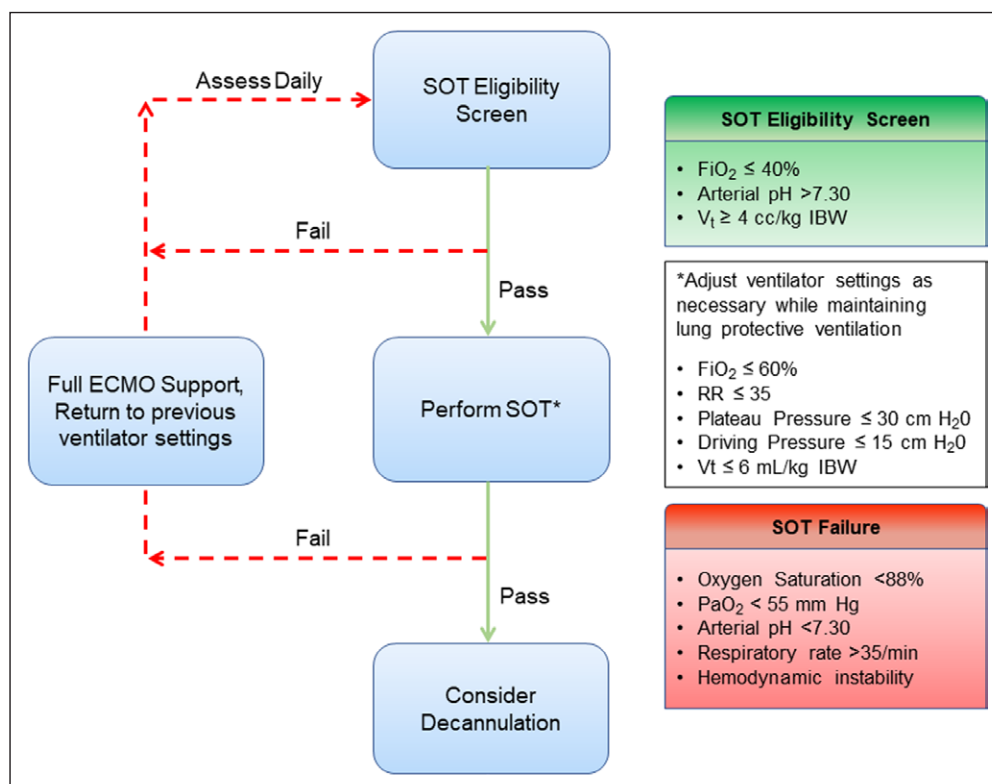 Assess Daily
SOT Eligibility
Screen
Fail
Pass
Full ECMO Support,
Return to previous
ventilator settings
Perform SOT*
Fail
Pass
Consider
Decannulation
SOT Eligibility Screen
• FiO₂ ≤ 40%
• Arterial pH >7.30
• Vₜ ≥ 4 cc/kg IBW
*Adjust ventilator settings as
necessary while maintaining
lung protective ventilation
• FiO₂ ≤ 60%
• RR ≤ 35
• Plateau Pressure ≤ 30 cm H₂0
• Driving Pressure ≤ 15 cm H₂0
• Vt ≤ 6 mL/kg IBW
SOT Failure
• Oxygen Saturation <88%
• PaO₂ < 55 mm Hg
• Arterial pH <7.30
• Respiratory rate >35/min
• Hemodynamic instability